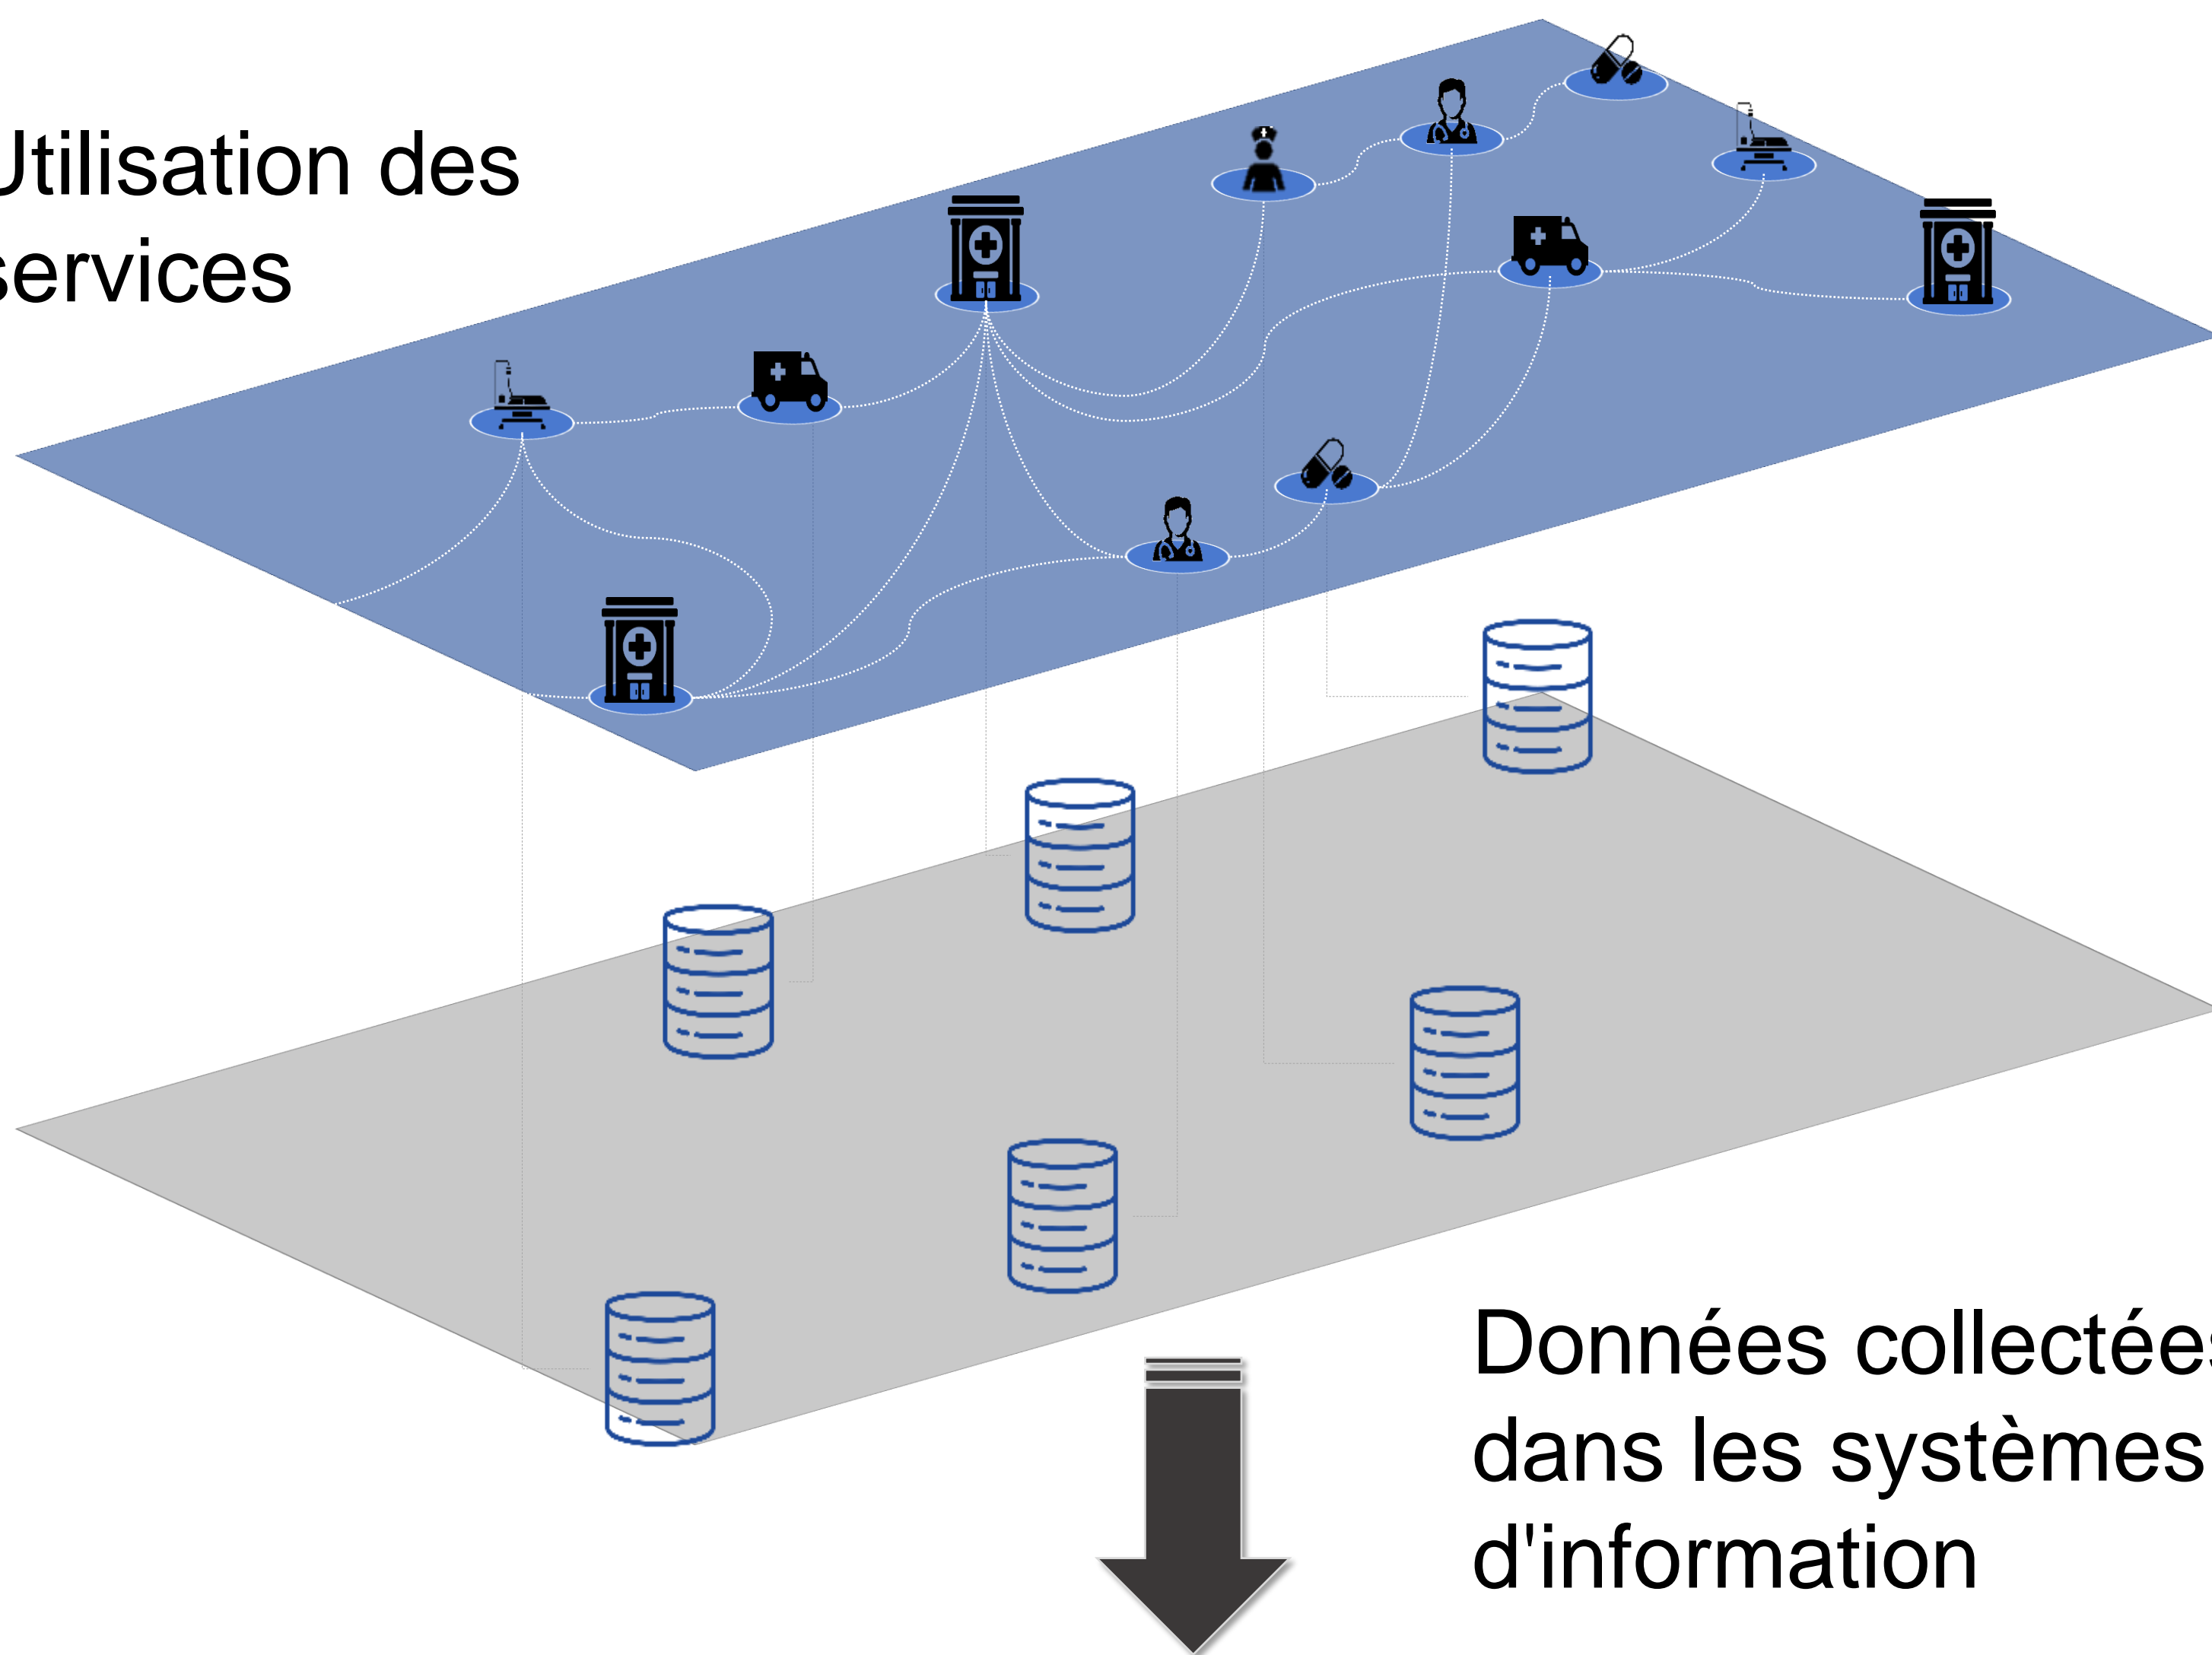 Utilisation des
services
Données collectées
dans les systèmes
d'information